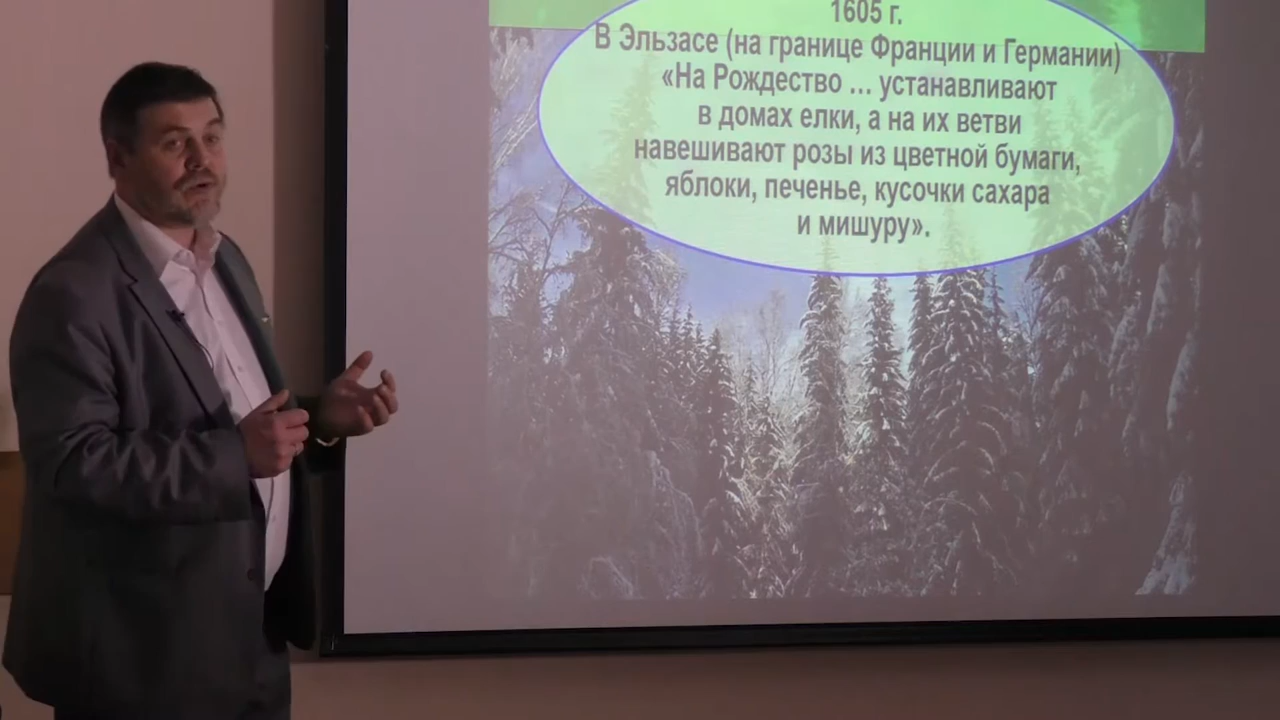 1605 г.
В Эльзасе (на границе Франции и Германии)
«На Рождество ... устанавливают
в домах елки, а на их ветви
навешивают розы из цветной бумаги,
яблоки, печенье, кусочки сахара
и мишуру».